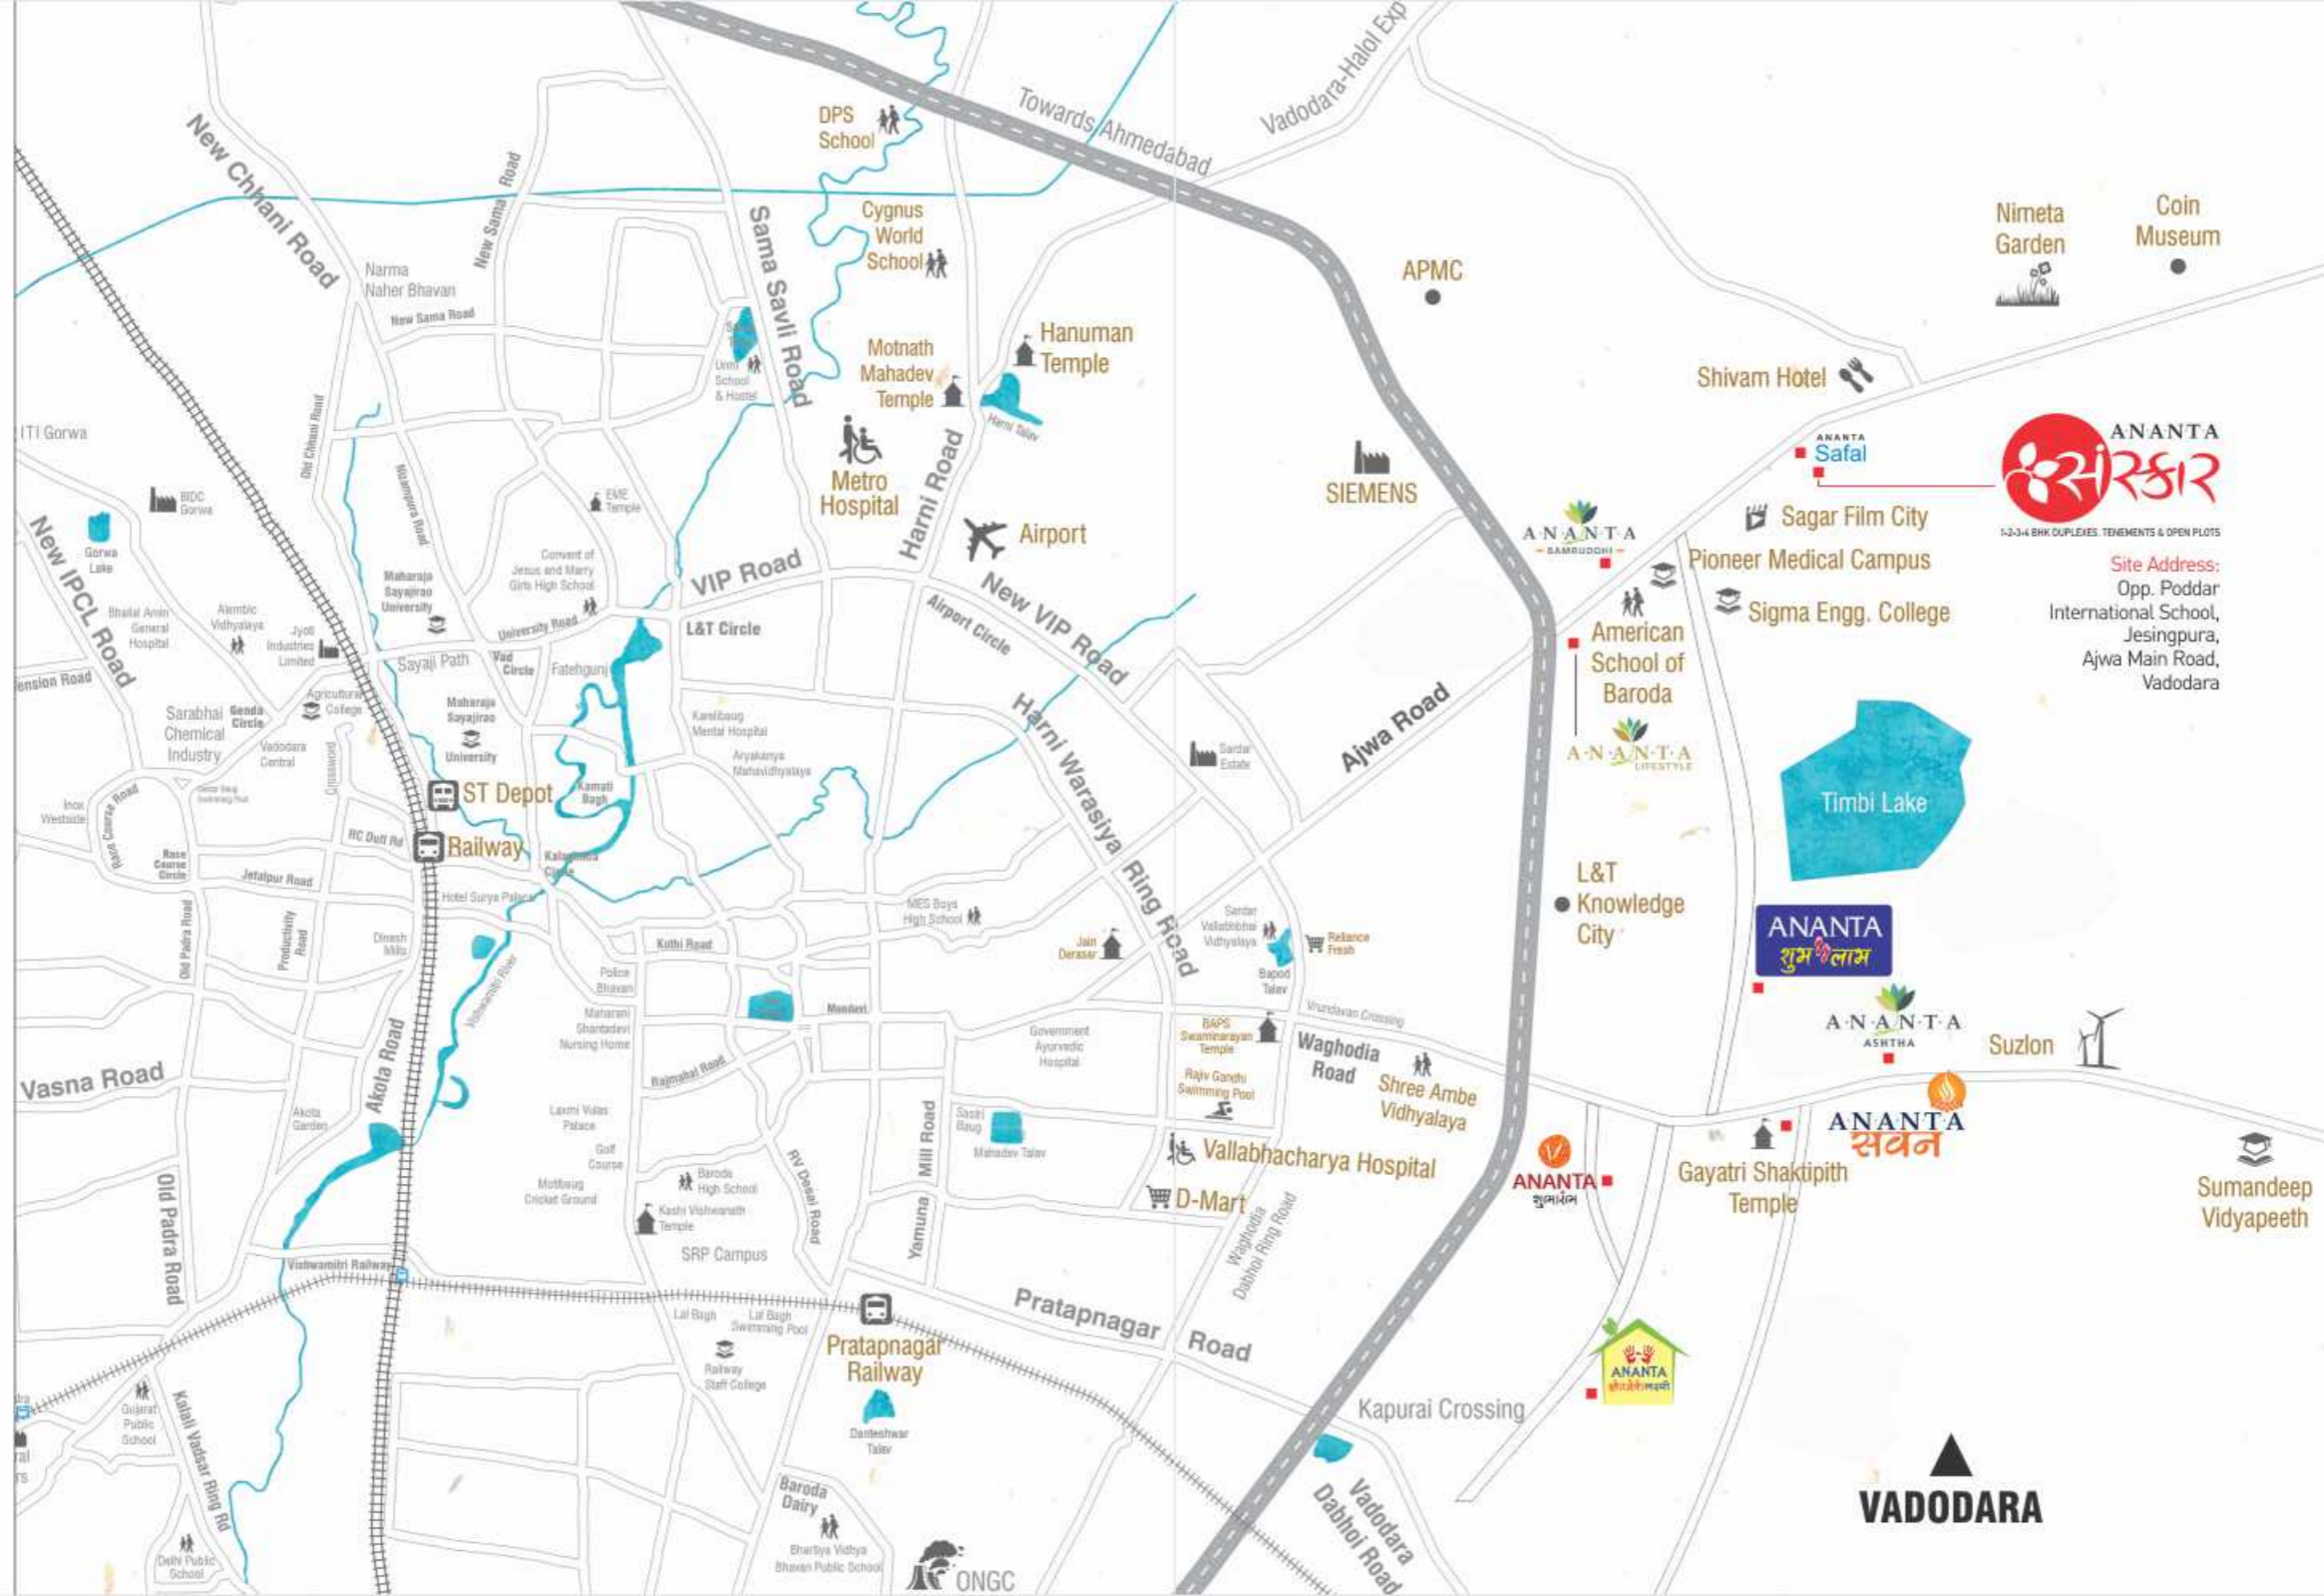 Towards Ahmedabad
Vadodara-Halol Exp
New Chhani Road
New Sama Road
DPS
School
Cygnus
World
School
Sama Savli Road
Narma
Naher Bhavan
New Sama Road
Urmi
School
& Hostel
Motnath
Mahadev
Temple
Hanuman
Temple
Harni Talav
APMC
Nimeta
Garden
Coin
Museum
Shivam Hotel
ANANTA
Safal
ANANTA
સંસ્કાર
1-2-3-4 BHK DUPLEXES, TENEMENTS & OPEN PLOTS
Site Address:
Opp. Poddar
International School,
Jesingpura,
Ajwa Main Road,
Vadodara
ITI Gorwa
BIDC
Gorwa
Old Chhani Road
Nizampura Road
EME
Temple
Metro
Hospital
Harni Road
Airport
SIEMENS
ANANTA
SAMRUDDHI
Sagar Film City
Pioneer Medical Campus
Sigma Engg. College
American
School of
Baroda
A·N·A·N·T·A
LIFESTYLE
Timbi Lake
New IPCL Road
Gorwa
Lake
Bhailal Amin
General
Hospital
Alembic
Vidhyalaya
Jyoti
Industries
Limited
Maharaja
Sayajirao
University
Convent of
Jesus and Marry
Girls High School
University Road
VIP Road
L&T Circle
Airport Circle
New VIP Road
ension Road
Sayaji Path
Vad
Circle
Fatehgunj
Sarabhai
Chemical
Industry
Genda
Circle
Agricultural
College
Vadodara
Central
Maharaja
Sayajirao
University
Karelibaug
Mental Hospital
Aryakanya
Mahavidhyalaya
Harni Warasiya Ring Road
Sardar
Estate
Ajwa Road
Inox
Westside
Race Course Road
ST Depot
Kamati
Bagh
RC Dutt Rd
Railway
Race
Course
Circle
Jetalpur Road
Hotel Surya Palace
L&T
Knowledge
City
ANANTA
शुभ लाभ
Old Padra Road
Productivity
Road
Dinesh
Mills
Vishwamitri River
Kothi Road
Police
Bhavan
MES Boys
High School
Jain
Derasar
Sardar
Vallabhbhai
Vidhyalaya
Reliance
Fresh
Bapod
Talav
Maharani
Shantadevi
Nursing Home
Mandavi
Government
Ayurvedic
Hospital
BAPS
Swaminarayan
Temple
Vrundavan Crossing
Waghodia
Road
Shree Ambe
Vidhyalaya
A·N·A·N·T·A
ASHTHA
Suzlon
Vasna Road
Akota Road
Rajmahal Road
Rajiv Gandhi
Swimming Pool
Akota
Garden
Laxmi Vulas
Palace
Golf
Course
Motibaug
Cricket Ground
Yamuna Mill Road
Mahadev Talav
Vallabhacharya Hospital
D-Mart
ANANTA
શુભારંભ
Gayatri Shaktipith
Temple
ANANTA
सवन
Sumandeep
Vidyapeeth
Old Padra Road
Baroda
High School
Kashi Vishwanath
Temple
RV Desai Road
SRP Campus
Waghodia
Dabhoi Ring Road
Vishwamitri Railway
Lal Bagh
Lal Bagh
Swimming Pool
Pratapnagar
Railway
Pratapnagar Road
Railway
Staff College
ANANTA
Kapurai Crossing
Gujarat
Public
School
Kalali Vadsar Ring Rd
Danteshwar
Talav
Baroda
Dairy
Bhartiya Vidhya
Bhavan Public School
Vadodara
Dabhoi Road
VADODARA
Delhi Public
School
ONGC